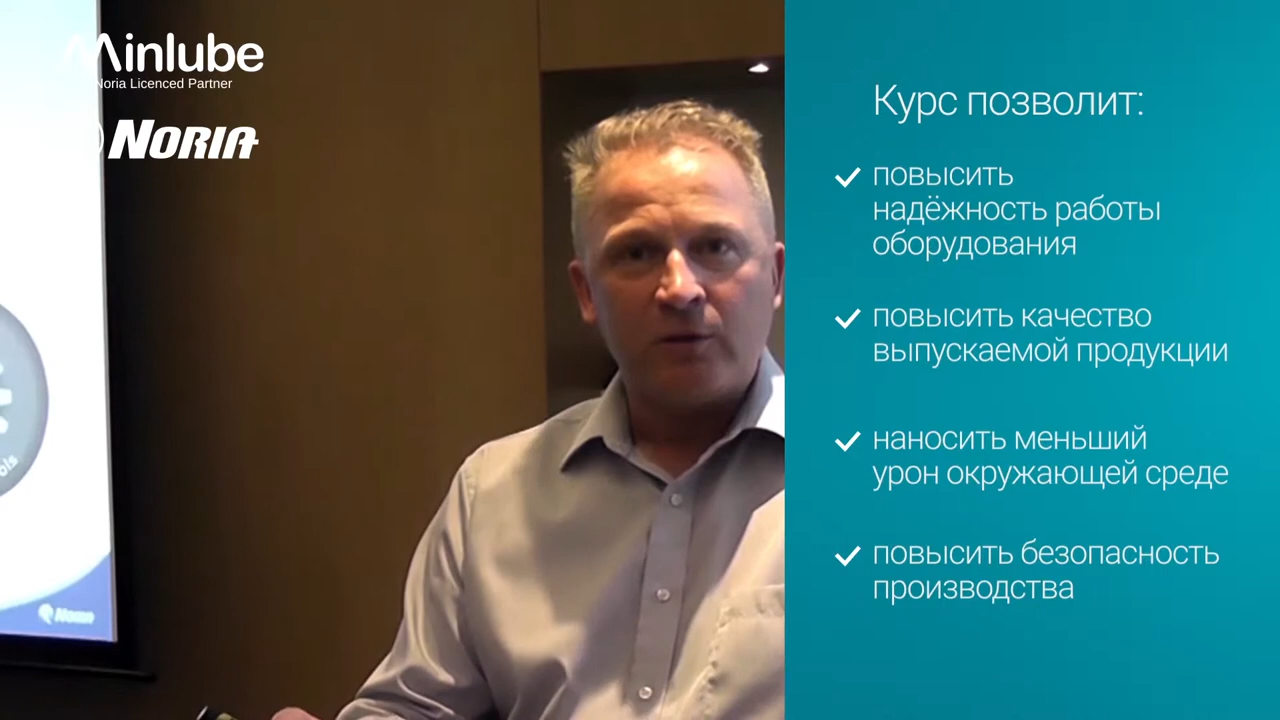 Minlube
Noria Licenced Partner
NORIA
Курс позволит:
повысить
надёжность работы
оборудования
повысить качество
выпускаемой продукции
наносить меньший
урон окружающей среде
повысить безопасность
производства
Noria